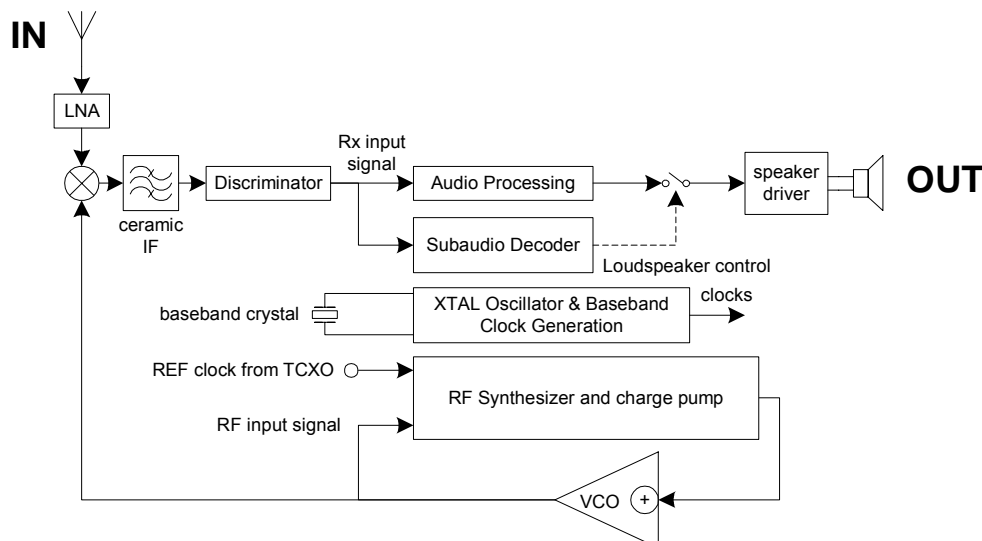 IN
LNA
Rx input
signal
Discriminator
Audio Processing
speaker
driver
OUT
ceramic
IF
Subaudio Decoder
Loudspeaker control
baseband crystal
XTAL Oscillator & Baseband
Clock Generation
clocks
REF clock from TCXO
RF Synthesizer and charge pump
RF input signal
VCO
+